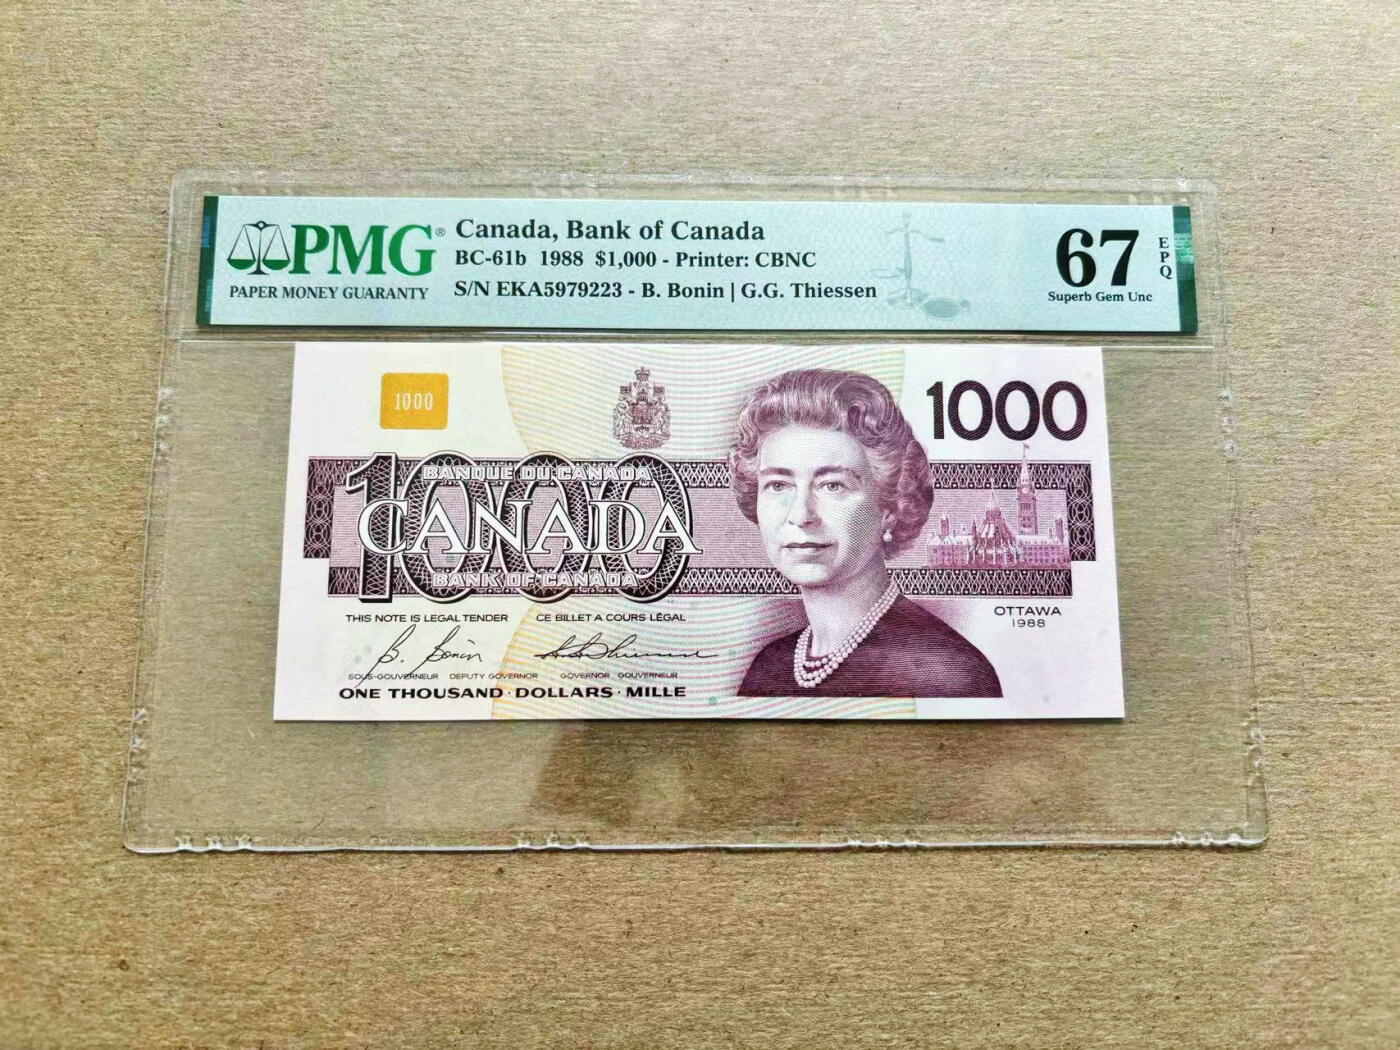 PMG®
PAPER MONEY GUARANTY
Canada, Bank of Canada
BC-61b 1988 $1,000 - Printer: CBNC
S/N EKA5979223 - B. Bonin | G.G. Thiessen
67
EPQ
Superb Gem Unc
1000
1000
1000
BANQUE DU CANADA
CANADA
BANK OF CANADA
OTTAWA
1988
THIS NOTE IS LEGAL TENDER CE BILLET A COURS LÉGAL
B. Bonin
SOUS-GOUVERNEUR DEPUTY GOVERNOR GOVERNOR GOUVERNEUR
ONE THOUSAND·DOLLARS·MILLE